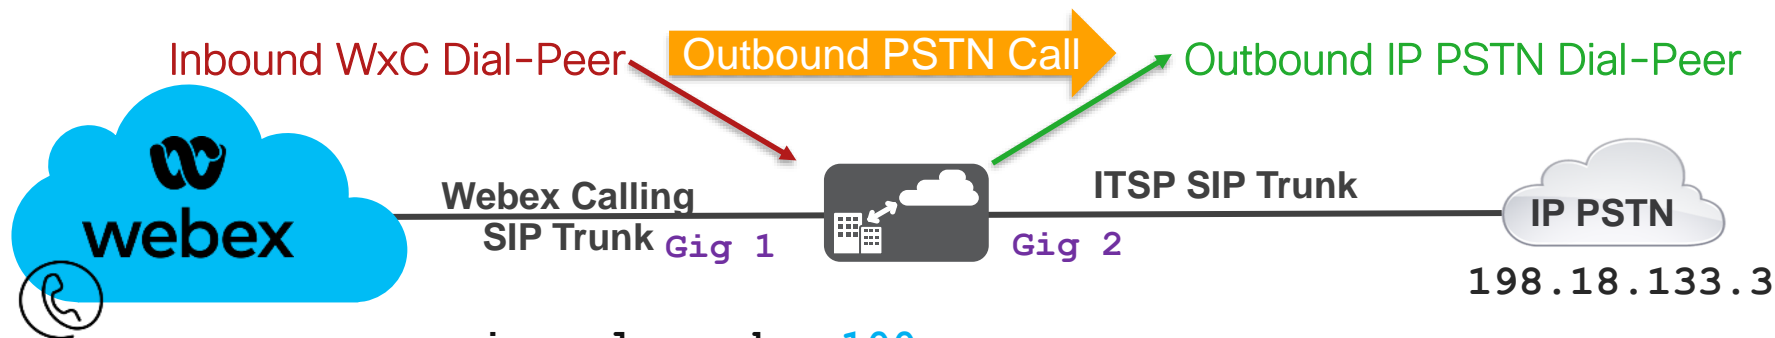 Inbound WxC Dial-Peer
Outbound PSTN Call
Outbound IP PSTN Dial-Peer
webex
Webex Calling
SIP Trunk
Gig 1
Gig 2
ITSP SIP Trunk
IP PSTN
198.18.133.3